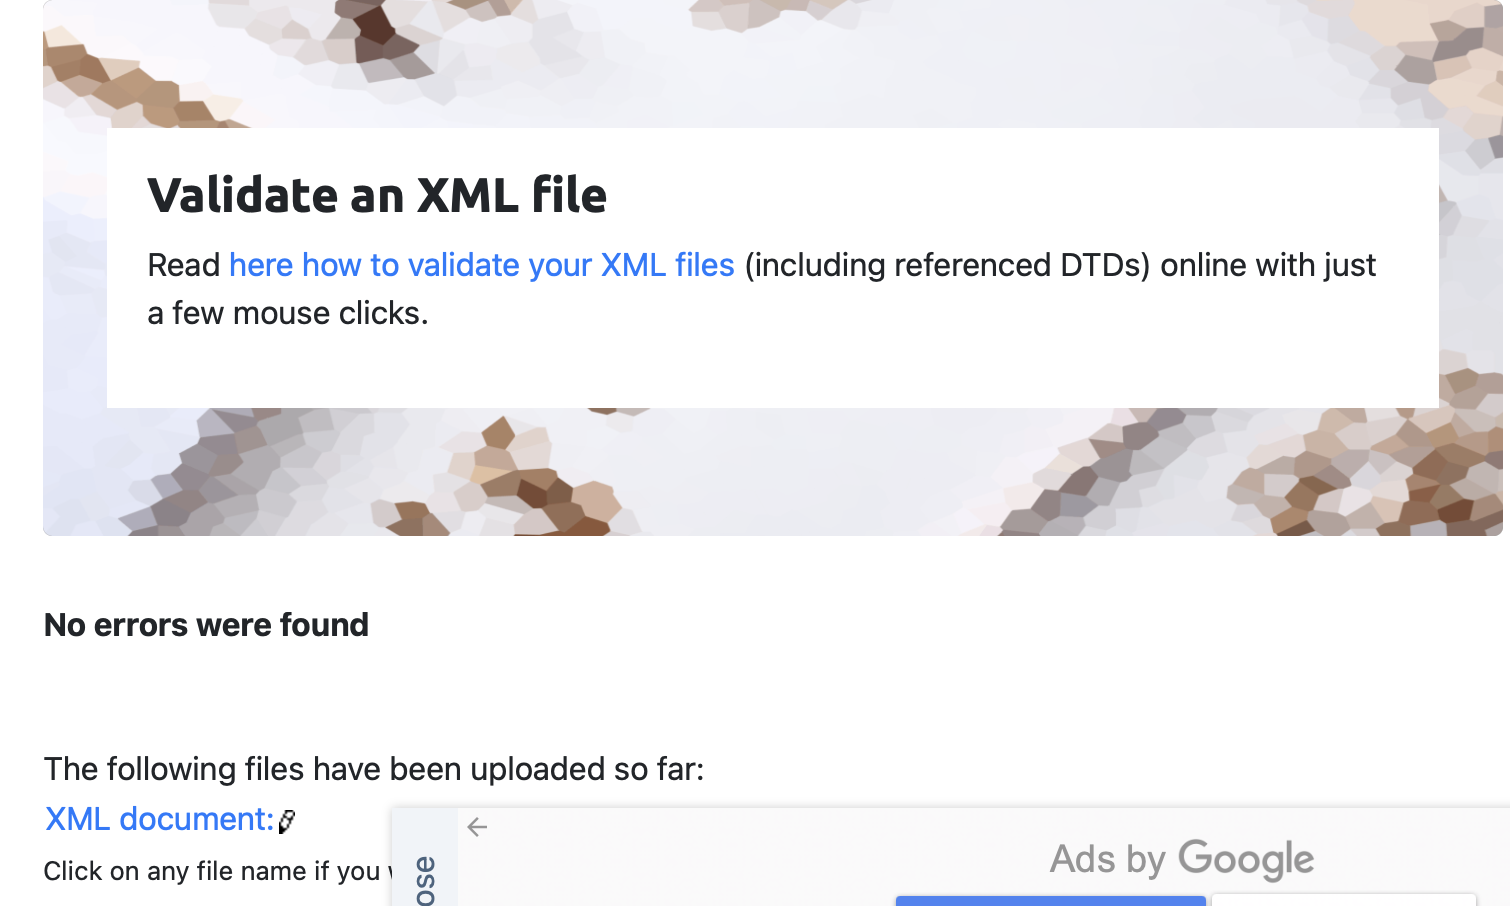 Validate an XML file
Read here how to validate your XML files (including referenced DTDs) online with just
a few mouse clicks.
No errors were found
The following files have been uploaded so far:
XML document:
Click on any file name if you
Ads by Google